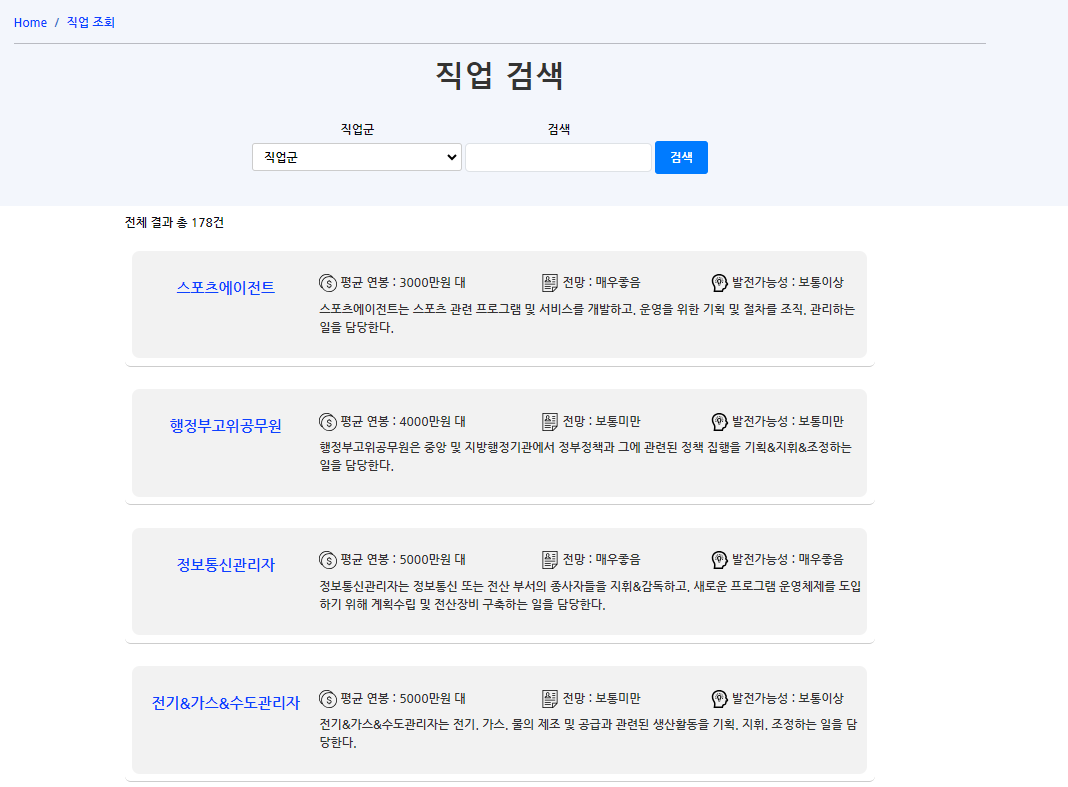 Home / 직업 조회
직업 검색
직업군 검색
직업군 검색
전체 결과 총 178건
스포츠에이전트 평균 연봉 : 3000만원 대 전망 : 매우좋음 발전가능성 : 보통이상
스포츠에이전트는 스포츠 관련 프로그램 및 서비스를 개발하고, 운영을 위한 기획 및 절차를 조직, 관리하는
일을 담당한다.
행정부고위공무원 평균 연봉 : 4000만원 대 전망 : 보통미만 발전가능성 : 보통미만
행정부고위공무원은 중앙 및 지방행정기관에서 정부정책과 그에 관련된 정책 집행을 기획&지휘&조정하는
일을 담당한다.
정보통신관리자 평균 연봉 : 5000만원 대 전망 : 매우좋음 발전가능성 : 매우좋음
정보통신관리자는 정보통신 또는 전산 부서의 종사자들을 지휘&감독하고, 새로운 프로그램 운영체제를 도입
하기 위해 계획수립 및 전산장비 구축하는 일을 담당한다.
전기&가스&수도관리자 평균 연봉 : 5000만원 대 전망 : 보통미만 발전가능성 : 보통이상
전기&가스&수도관리자는 전기, 가스, 물의 제조 및 공급과 관련된 생산활동을 기획, 지휘, 조정하는 일을 담
당한다.